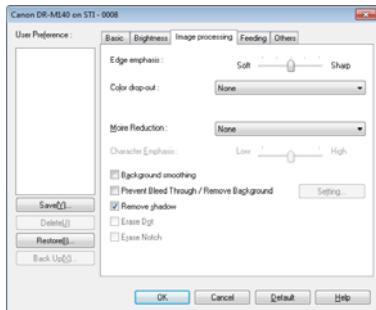 Canon DR-M140 on STI - 0008
User Preference :
Basic Brightness Image processing Feeding Others
Edge emphasis : Soft Sharp
Color drop-out : None
Moire Reduction : None
Character Emphasis : Low High
Background smoothing
Prevent Bleed Through / Remove Background Setting...
Save(Y)... Remove shadow
Delete(J) Erase Dot
Restore(I)... Erase Notch
Back Up(X)...
OK Cancel Default Help